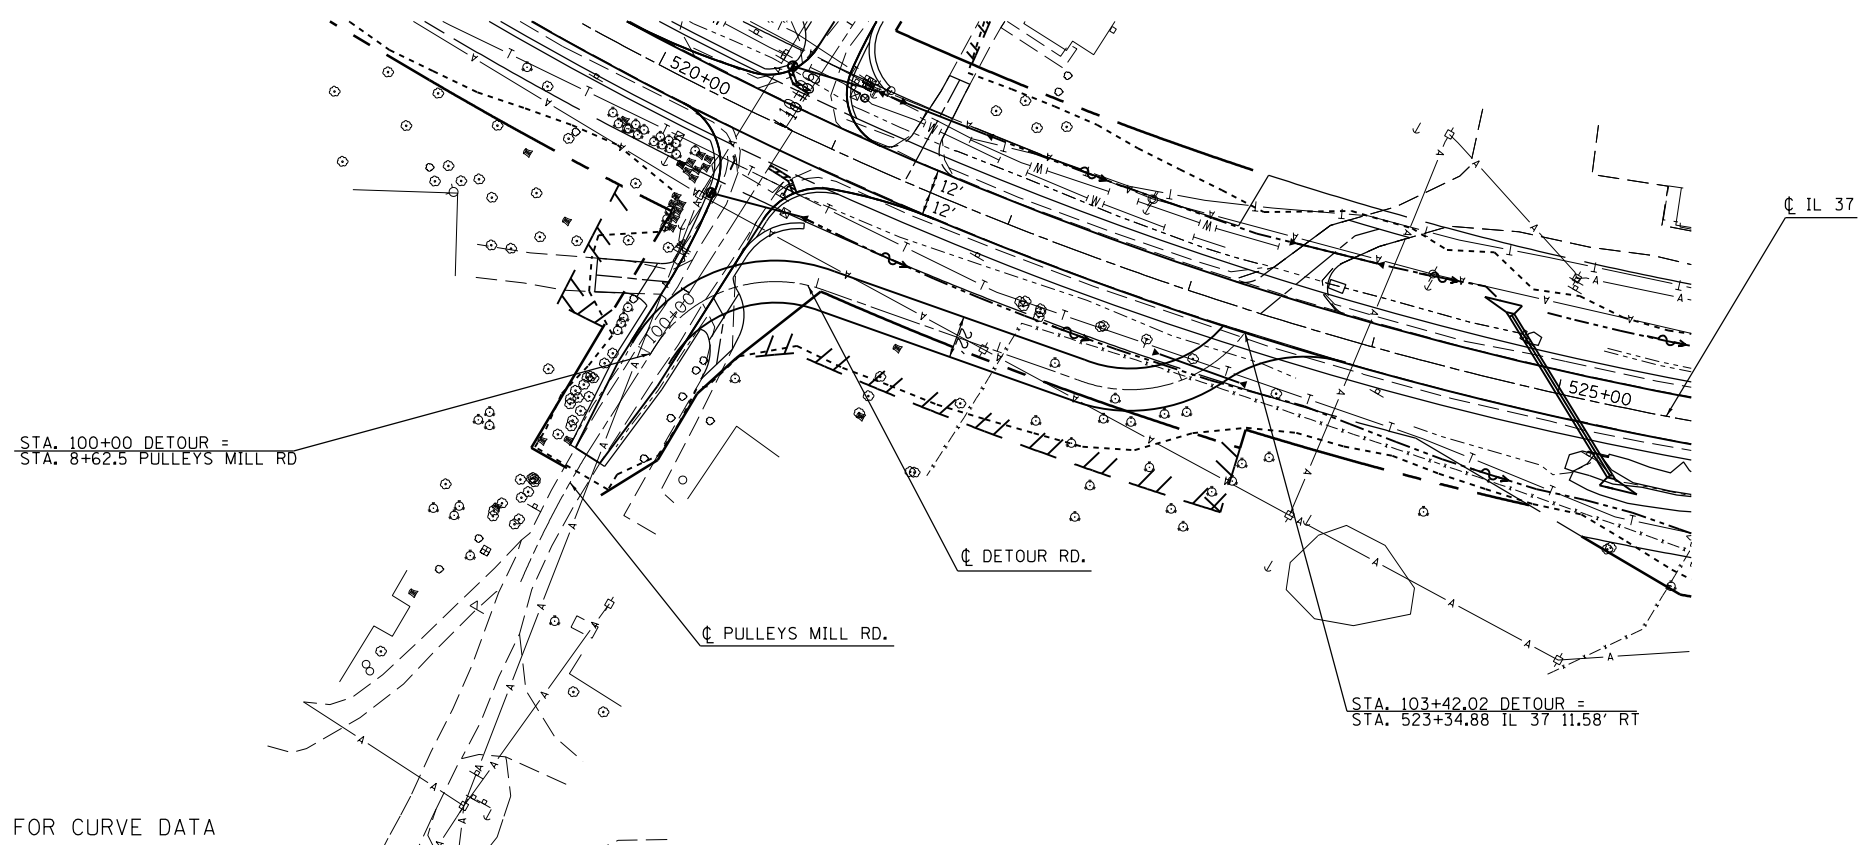 520+00
12'
12'
℄ IL 37
100+00
22'
525+00
STA. 100+00 DETOUR =
STA. 8+62.5 PULLEYS MILL RD
℄ DETOUR RD.
℄ PULLEYS MILL RD.
STA. 103+42.02 DETOUR =
STA. 523+34.88 IL 37 11.58' RT
FOR CURVE DATA